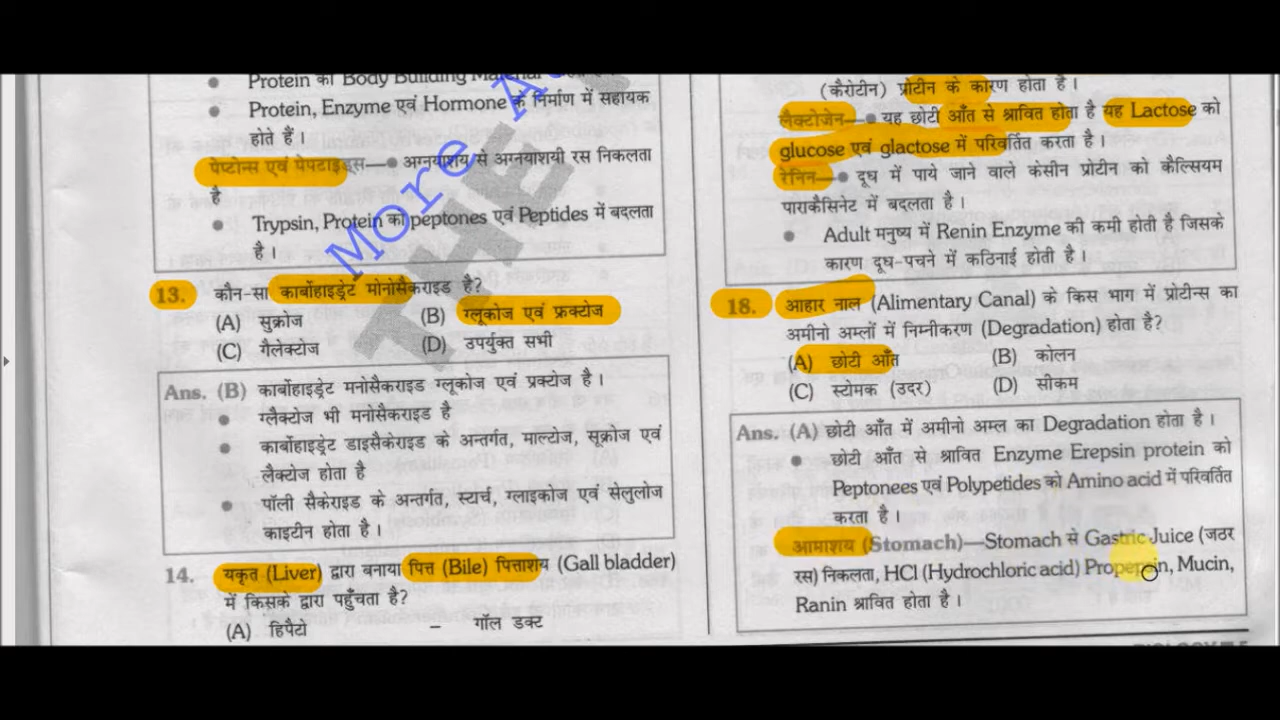 Protein को Body Building Material
Protein, Enzyme एवं Hormone के निर्माण में सहायक
होते हैं।
पेप्टोन्स एवं पेपटाइड्स— अग्नयाशय से अग्नयाशयी रस निकलता
है
Trypsin, Protein को peptones एवं Peptides में बदलता
है।
13. कौन-सा कार्बोहाइड्रेट मोनोसैकराइड है?
(A) सुक्रोज (B) ग्लूकोज एवं फ्रक्टोज
(C) गैलेक्टोज (D) उपर्युक्त सभी
Ans. (B) कार्बोहाइड्रेट मनोसैकराइड ग्लूकोज एवं प्रक्टोज है।
ग्लैक्टोज भी मनोसैकराइड है
कार्बोहाइड्रेट डाइसैकेराइड के अन्तर्गत, माल्टोज, सूक्रोज एवं
लैक्टोज होता है
पॉली सैकेराइड के अन्तर्गत, स्टार्च, ग्लाइकोज एवं सेलुलोज
काइटीन होता है।
14. यकृत (Liver) द्वारा बनाया पित्त (Bile) पित्ताशय (Gall bladder)
में किसके द्वारा पहुँचता है?
(A) हिपैटो – गॉल डक्ट
(कैरोटीन) प्रोटीन के कारण होता है।
लैक्टोजेन— यह छोटी आँत से श्रावित होता है यह Lactose को
glucose एवं glactose में परिवर्तित करता है।
रेनिन— दूध में पाये जाने वाले केसीन प्रोटीन को कैल्सियम
पाराकैसिनेट में बदलता है।
Adult मनुष्य में Renin Enzyme की कमी होती है जिसके
कारण दूध-पचने में कठिनाई होती है।
18. आहार नाल (Alimentary Canal) के किस भाग में प्रोटीन्स का
अमीनो अम्लों में निम्नीकरण (Degradation) होता है?
(A) छोटी आँत (B) कोलन
(C) स्टोमक (उदर) (D) सीकम
Ans. (A) छोटी आँत में अमीनो अम्ल का Degradation होता है।
छोटी आँत से श्रावित Enzyme Erepsin protein को
Peptonees एवं Polypetides को Amino acid में परिवर्तित
करता है।
आमाशय (Stomach)—Stomach से Gastric Juice (जठर
रस) निकलता, HCl (Hydrochloric acid) Propepsin, Mucin,
Ranin श्रावित होता है।
More
THE